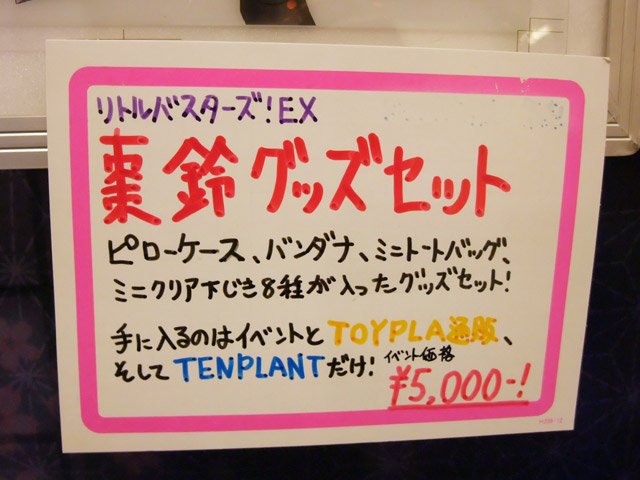 リトルバスターズ!EX
棗 鈴グッズセット
ピローケース、バンダナ、ミニトートバッグ、
ミニクリア下じき8種が入ったグッズセット!
手に入るのはイベントとTOYPLA通販、
そしてTENPLANTだけ!
イベント価格
¥5,000-!